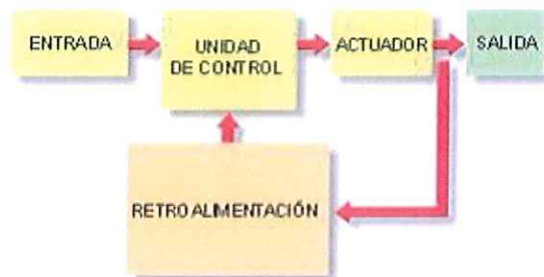 ENTRADA
UNIDAD
DE CONTROL
ACTUADOR
SALIDA
RETROALIMENTACIÓN